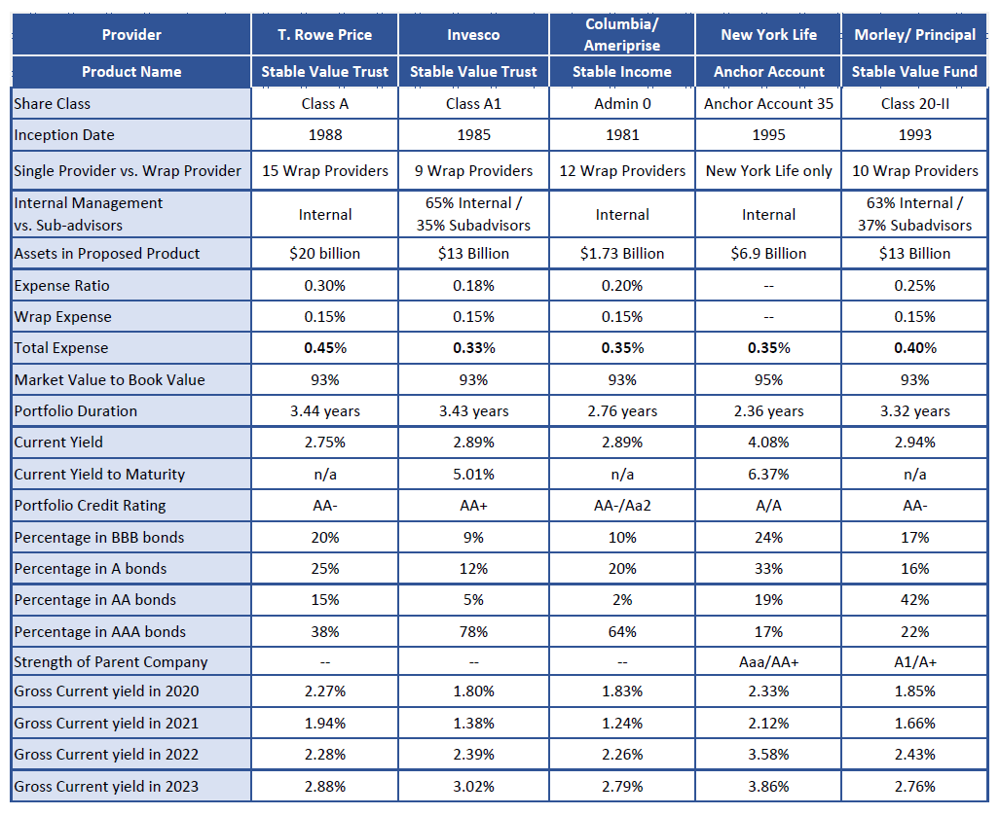 Provider T. Rowe Price Invesco Columbia/ Ameriprise New York Life Morley/ Principal
Product Name Stable Value Trust Stable Value Trust Stable Income Anchor Account Stable Value Fund
Share Class Class A Class A1 Admin 0 Anchor Account 35 Class 20-II
Inception Date 1988 1985 1981 1995 1993
Single Provider vs. Wrap Provider 15 Wrap Providers 9 Wrap Providers 12 Wrap Providers New York Life only 10 Wrap Providers
Internal Management vs. Sub-advisors Internal 65% Internal / 35% Subadvisors Internal Internal 63% Internal / 37% Subadvisors
Assets in Proposed Product $20 billion $13 Billion $1.73 Billion $6.9 Billion $13 Billion
Expense Ratio 0.30% 0.18% 0.20% -- 0.25%
Wrap Expense 0.15% 0.15% 0.15% -- 0.15%
Total Expense 0.45% 0.33% 0.35% 0.35% 0.40%
Market Value to Book Value 93% 93% 93% 95% 93%
Portfolio Duration 3.44 years 3.43 years 2.76 years 2.36 years 3.32 years
Current Yield 2.75% 2.89% 2.89% 4.08% 2.94%
Current Yield to Maturity n/a 5.01% n/a 6.37% n/a
Portfolio Credit Rating AA- AA+ AA-/Aa2 A/A AA-
Percentage in BBB bonds 20% 9% 10% 24% 17%
Percentage in A bonds 25% 12% 20% 33% 16%
Percentage in AA bonds 15% 5% 2% 19% 42%
Percentage in AAA bonds 38% 78% 64% 17% 22%
Strength of Parent Company -- -- -- Aaa/AA+ A1/A+
Gross Current yield in 2020 2.27% 1.80% 1.83% 2.33% 1.85%
Gross Current yield in 2021 1.94% 1.38% 1.24% 2.12% 1.66%
Gross Current yield in 2022 2.28% 2.39% 2.26% 3.58% 2.43%
Gross Current yield in 2023 2.88% 3.02% 2.79% 3.86% 2.76%